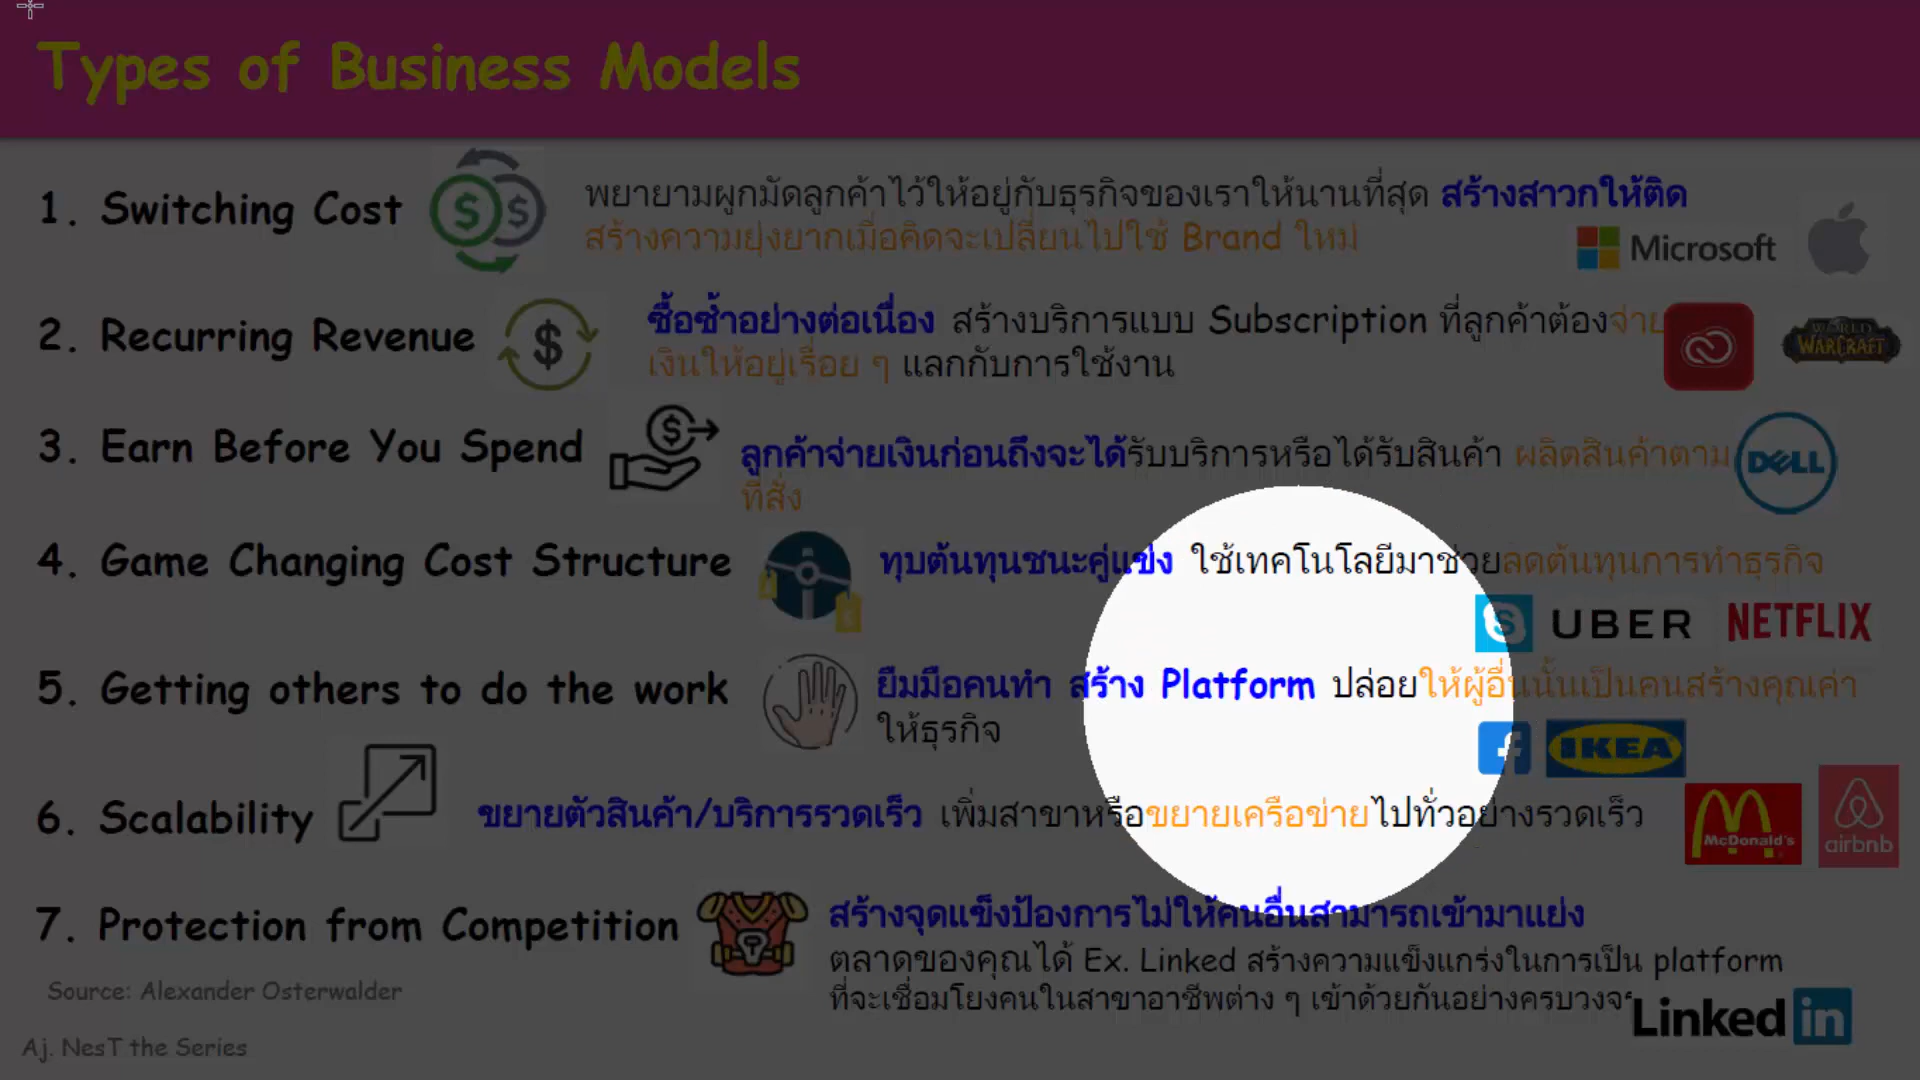 Types of Business Models
1. Switching Cost
พยายามผูกมัดลูกค้าไว้ให้อยู่กับธุรกิจของเราให้นานที่สุด สร้างสาวกให้ติด
สร้างความยุ่งยากเมื่อคิดจะเปลี่ยนไปใช้ Brand ใหม่
Microsoft
2. Recurring Revenue
ซื้อซ้ำอย่างต่อเนื่อง สร้างบริการแบบ Subscription ที่ลูกค้าต้องจ่าย
เงินให้อยู่เรื่อย ๆ แลกกับการใช้งาน
WORLD
WARCRAFT
3. Earn Before You Spend
ลูกค้าจ่ายเงินก่อนถึงจะได้รับบริการหรือได้รับสินค้า ผลิตสินค้าตาม
ที่สั่ง
DELL
4. Game Changing Cost Structure
ทุบต้นทุนชนะคู่แข่ง ใช้เทคโนโลยีมาช่วยลดต้นทุนการทำธุรกิจ
UBER NETFLIX
5. Getting others to do the work
ยืมมือคนทำ สร้าง Platform ปล่อยให้ผู้อื่นนั้นเป็นคนสร้างคุณค่า
ให้ธุรกิจ
IKEA
6. Scalability
ขยายตัวสินค้า/บริการรวดเร็ว เพิ่มสาขาหรือขยายเครือข่ายไปทั่วอย่างรวดเร็ว
McDonald's
airbnb
7. Protection from Competition
สร้างจุดแข็งป้องการไม่ให้คนอื่นสามารถเข้ามาแย่ง
ตลาดของคุณได้ Ex. Linked สร้างความแข็งแกร่งในการเป็น platform
ที่จะเชื่อมโยงคนในสาขาอาชีพต่าง ๆ เข้าด้วยกันอย่างครบวงจร
Linked in
Source: Alexander Osterwalder
Aj. NesT the Series